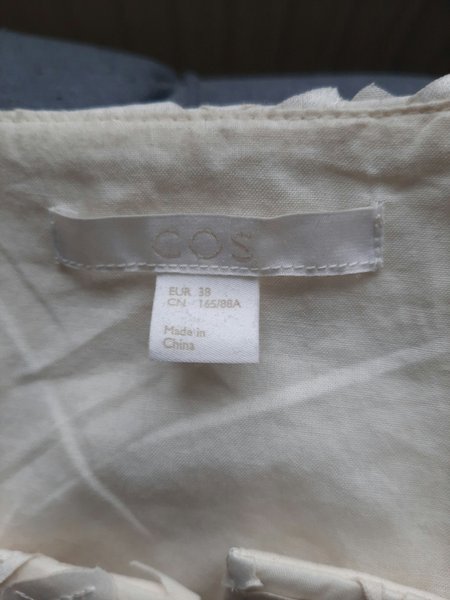 COS
EUR 38
CN 165/88A
Made in
China